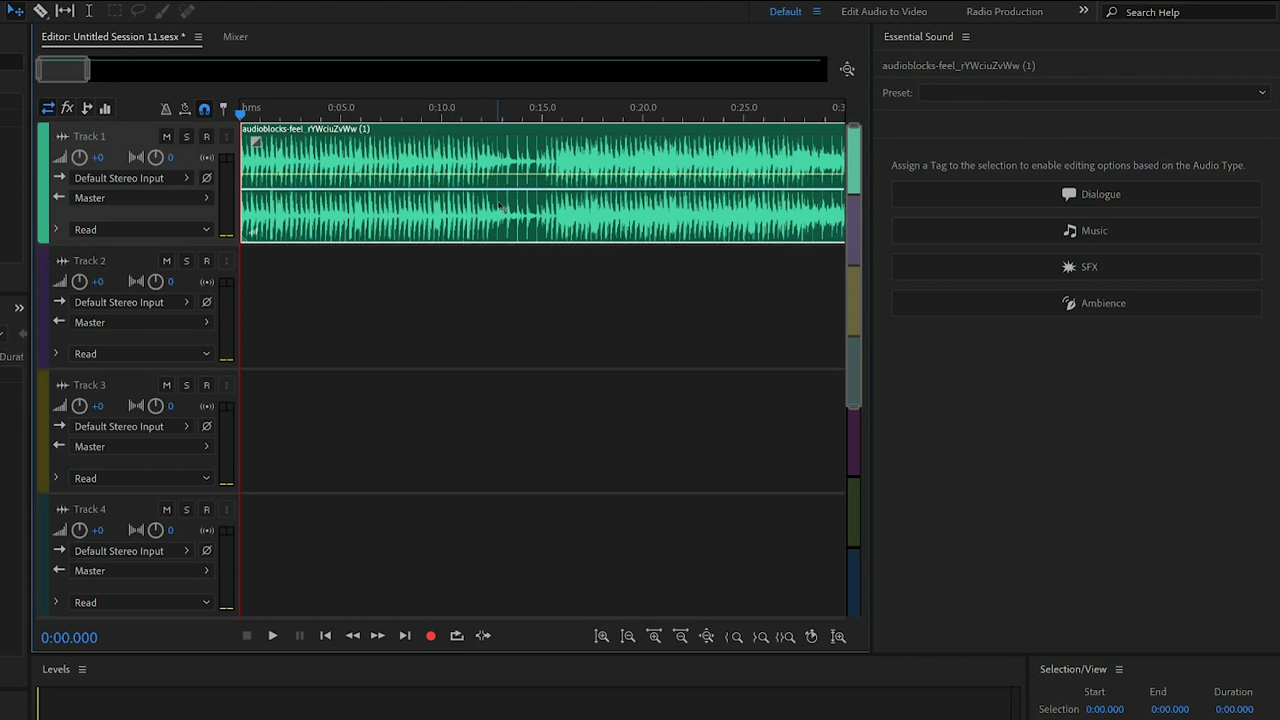 Default
Edit Audio to Video
Radio Production
Search Help
Editor: Untitled Session 11.sesx *
Mixer
Essential Sound
audioblocks-feel_rYWciuZvWw (1)
Preset:
hms
0:05.0
0:10.0
0:15.0
0:20.0
0:25.0
0:3
audioblocks-feel_rYWciuZvWw (1)
Track 1
M
S
R
I
+0
0
Default Stereo Input
Master
Read
Assign a Tag to the selection to enable editing options based on the Audio Type.
Dialogue
Music
SFX
Ambience
Track 2
M
S
R
I
+0
0
Default Stereo Input
Master
Read
Durat
Track 3
M
S
R
I
+0
0
Default Stereo Input
Master
Read
Track 4
M
S
R
I
+0
0
Default Stereo Input
Master
Read
0:00.000
Levels
Selection/View
Start
End
Duration
Selection
0:00.000
0:00.000
0:00.000